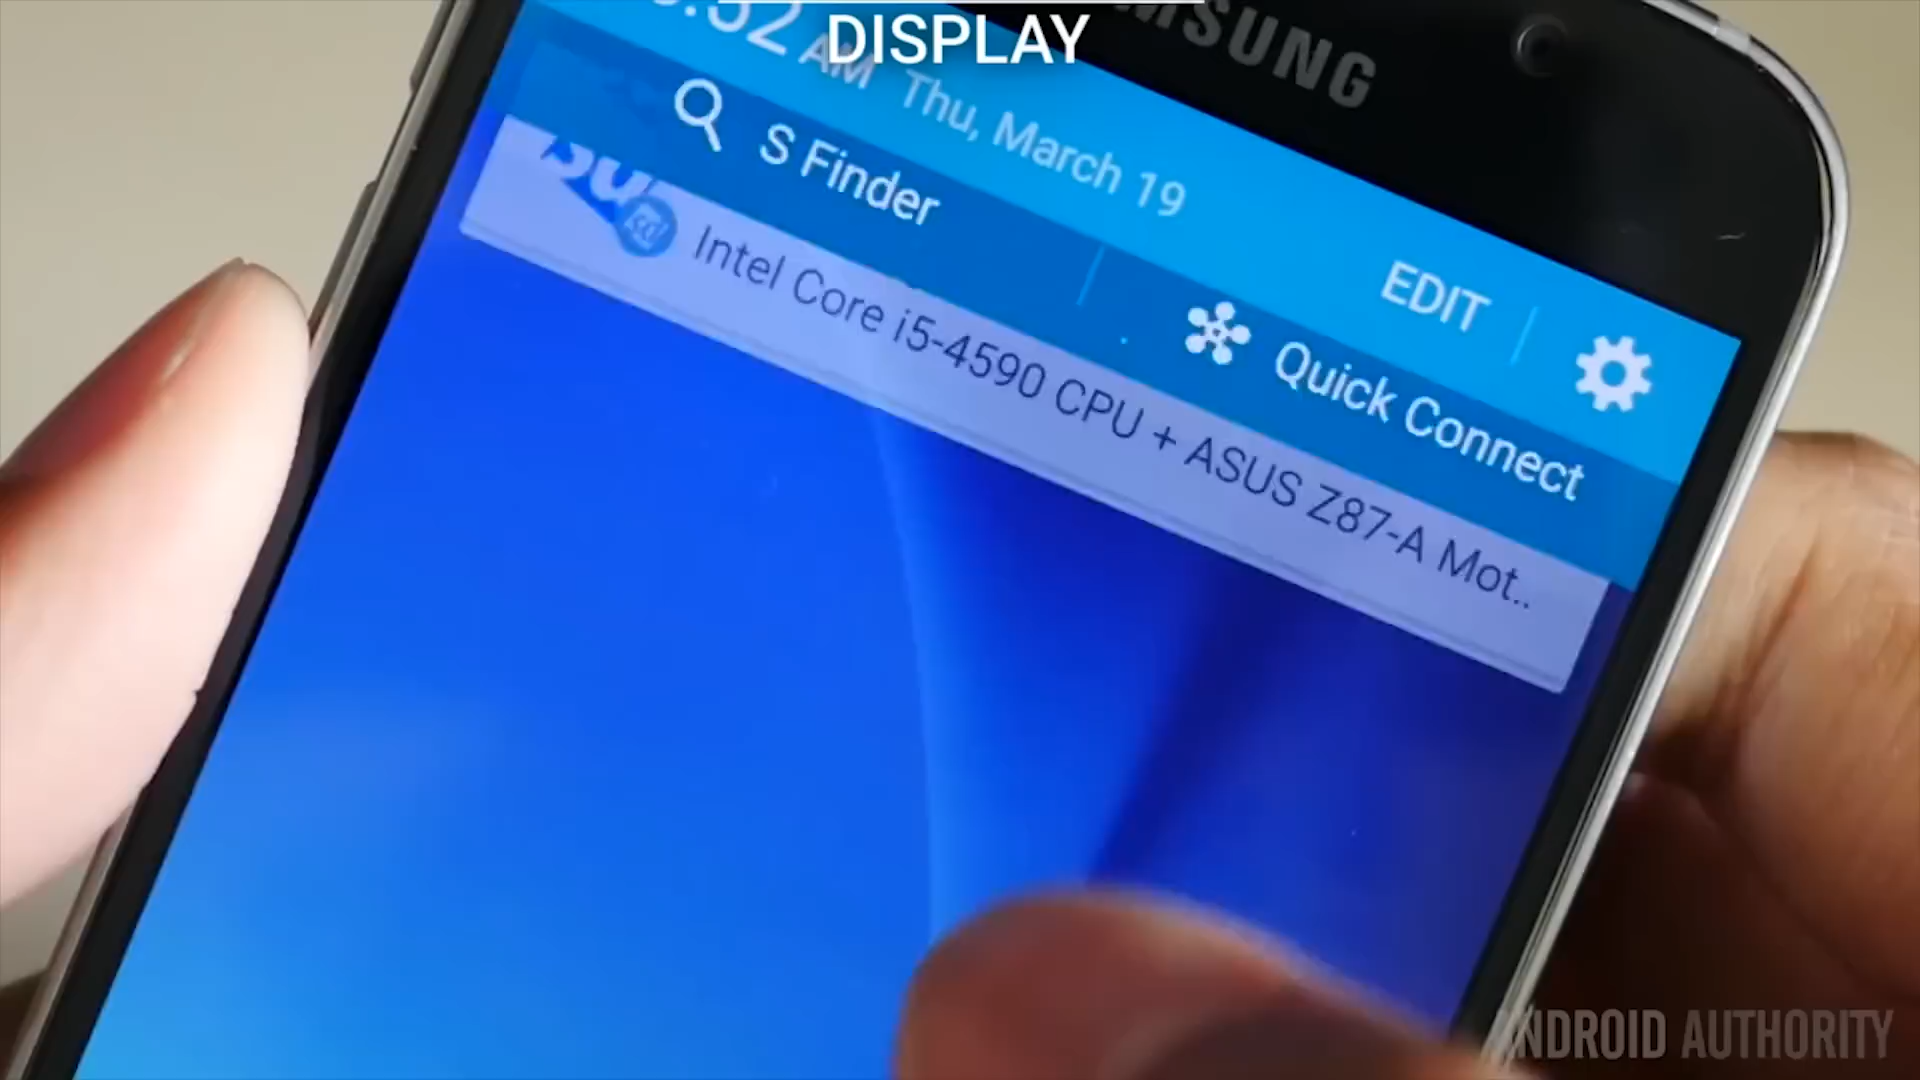 DISPLAY
SAMSUNG
AM Thu, March 19
EDIT
S Finder
Quick Connect
Intel Core i5-4590 CPU + ASUS Z87-A Mot..
ANDROID AUTHORITY